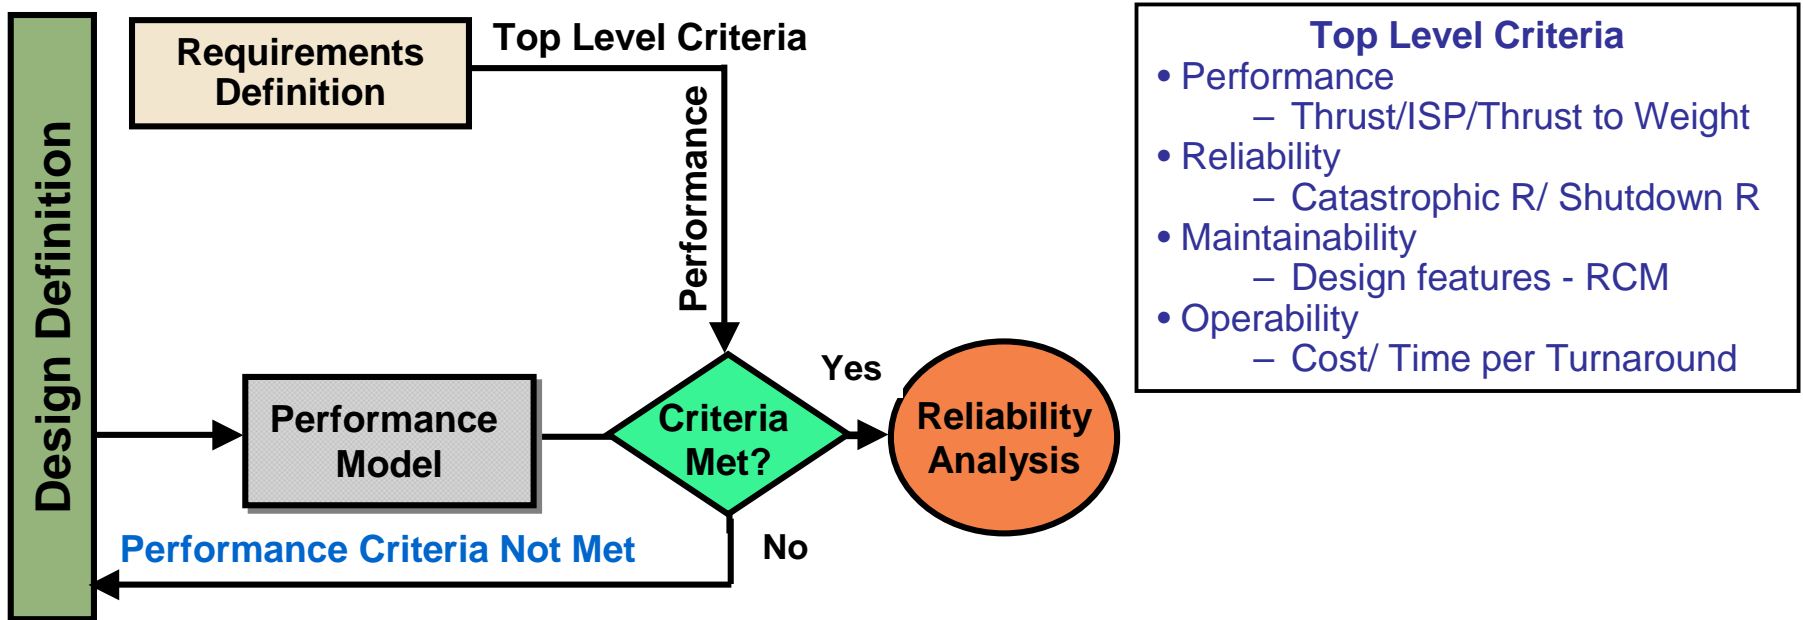 Design Definition
Requirements
Definition
Top Level Criteria
Performance
Performance
Model
Criteria
Met?
Yes
Reliability
Analysis
No
Performance Criteria Not Met
Top Level Criteria
• Performance
– Thrust/ISP/Thrust to Weight
• Reliability
– Catastrophic R/ Shutdown R
• Maintainability
– Design features - RCM
• Operability
– Cost/ Time per Turnaround